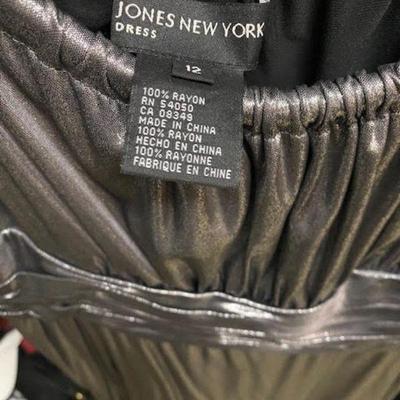 JONES NEW YORK
DRESS
12
100% RAYON
RN 54050
CA 09349
MADE IN CHINA
100% RAYON
HECHO EN CHINA
100% RAYONNE
FABRIQUE EN CHINE